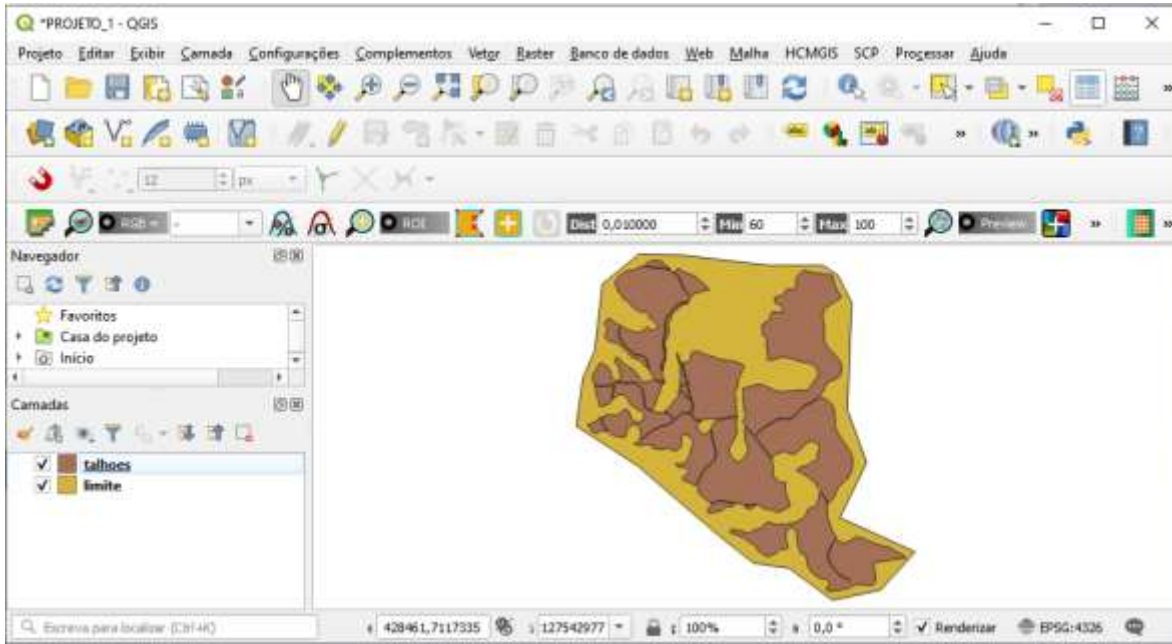 *PROJETO_1 - QGIS
Projeto Editar Exibir Camada Configurações Complementos Vetor Raster Banco de dados Web Malha HCMGIS SCP Processar Ajuda
12 px
RGB = - ROI Dist 0,010000 Min 60 Max 100 Preview
Navegador
Favoritos
Casa do projeto
Início
Camadas
talhoes
limite
Escreva para localizar (Ctrl+K) 428461,7117335 1:127542977 100% 0,0 ° Renderizar EPSG:4326